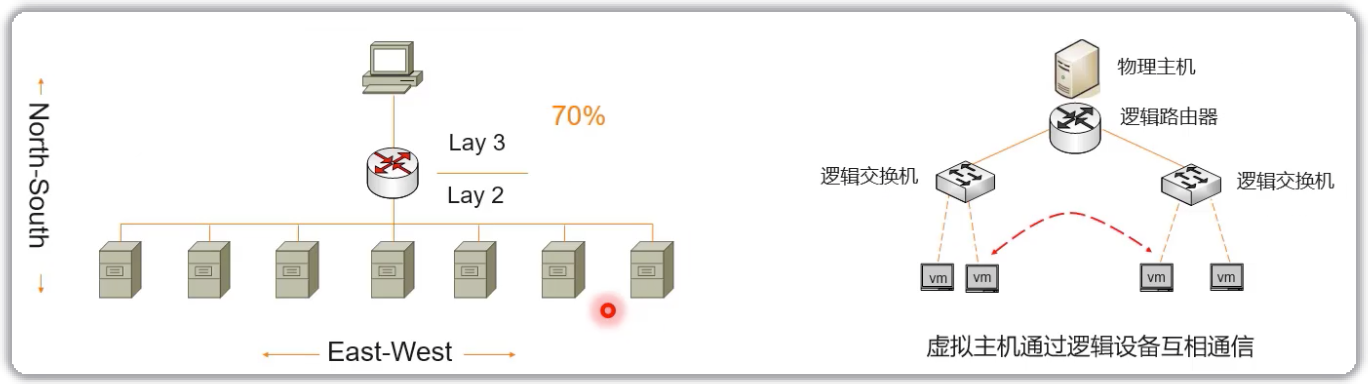 North-South
70%
Lay 3
Lay 2
East-West
物理主机
逻辑路由器
逻辑交换机
逻辑交换机
vm
vm
vm
vm
虚拟主机通过逻辑设备互相通信